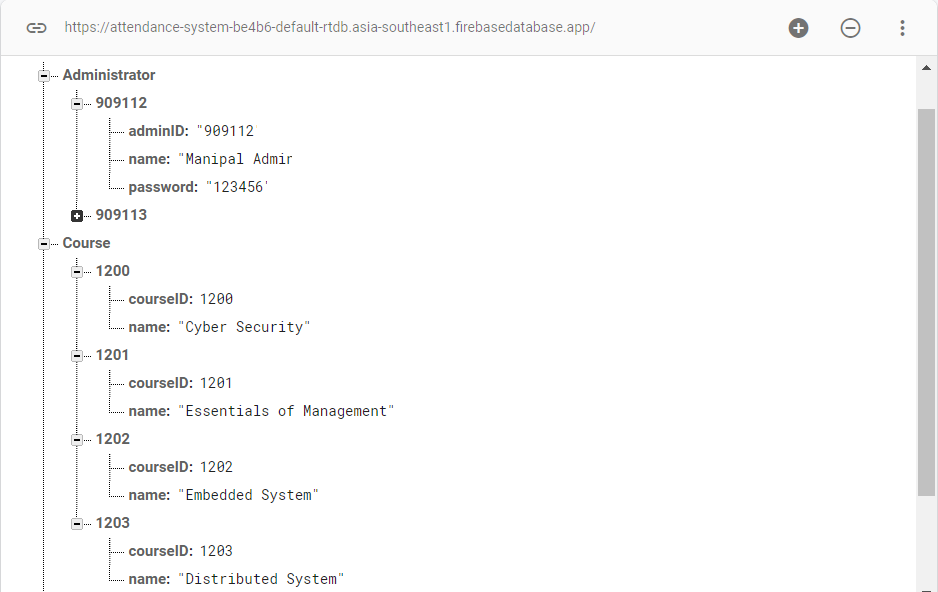 https://attendance-system-be4b6-default-rtdb.asia-southeast1.firebasedatabase.app/
Administrator
909112
adminID: "909112
name: "Manipal Admir
password: "123456'
909113
Course
1200
courseID: 1200
name: "Cyber Security"
1201
courseID: 1201
name: "Essentials of Management"
1202
courseID: 1202
name: "Embedded System"
1203
courseID: 1203
name: "Distributed System"